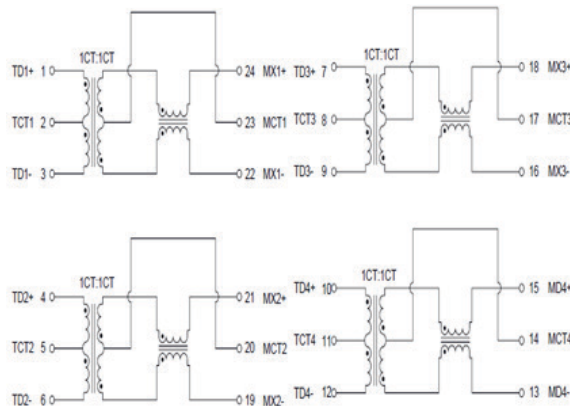 1CT:1CT
TD1+ 1
24 MX1+
TCT1 2
23 MCT1
TD1- 3
22 MX1-
1CT:1CT
TD3+ 7
18 MX3+
TCT3 8
17 MCT3
TD3- 9
16 MX3-
1CT:1CT
TD2+ 4
21 MX2+
TCT2 5
20 MCT2
TD2- 6
19 MX2-
1CT:1CT
TD4+ 10
15 MD4+
TCT4 11
14 MCT4
TD4- 12
13 MD4-